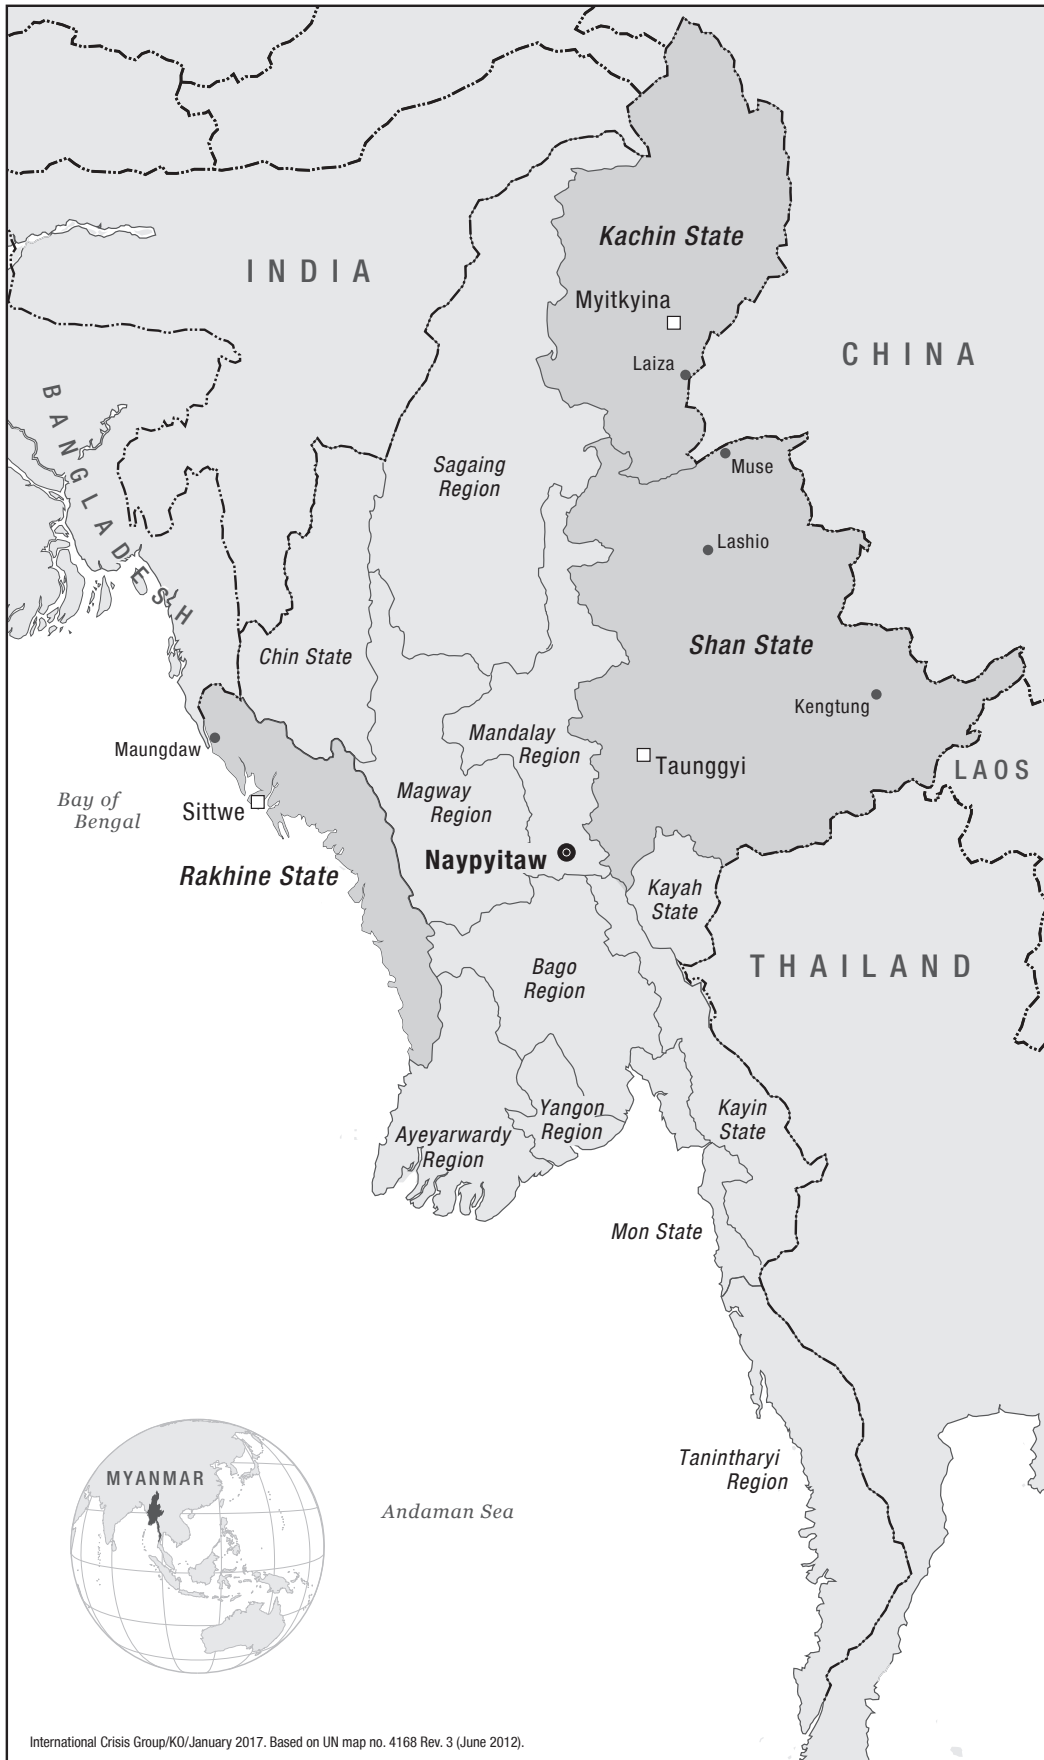 Kachin State
INDIA
Myitkyina
CHINA
Laiza
BANGLADESH
Sagaing
Region
Muse
Lashio
Chin State
Shan State
Kengtung
Mandalay
Region
Maungdaw
Taunggyi
LAOS
Bay of
Bengal
Magway
Region
Sittwe
Naypyitaw
Rakhine State
Kayah
State
THAILAND
Bago
Region
Yangon
Region
Kayin
State
Ayeyarwardy
Region
Mon State
Tanintharyi
Region
MYANMAR
Andaman Sea
International Crisis Group/KO/January 2017. Based on UN map no. 4168 Rev. 3 (June 2012).